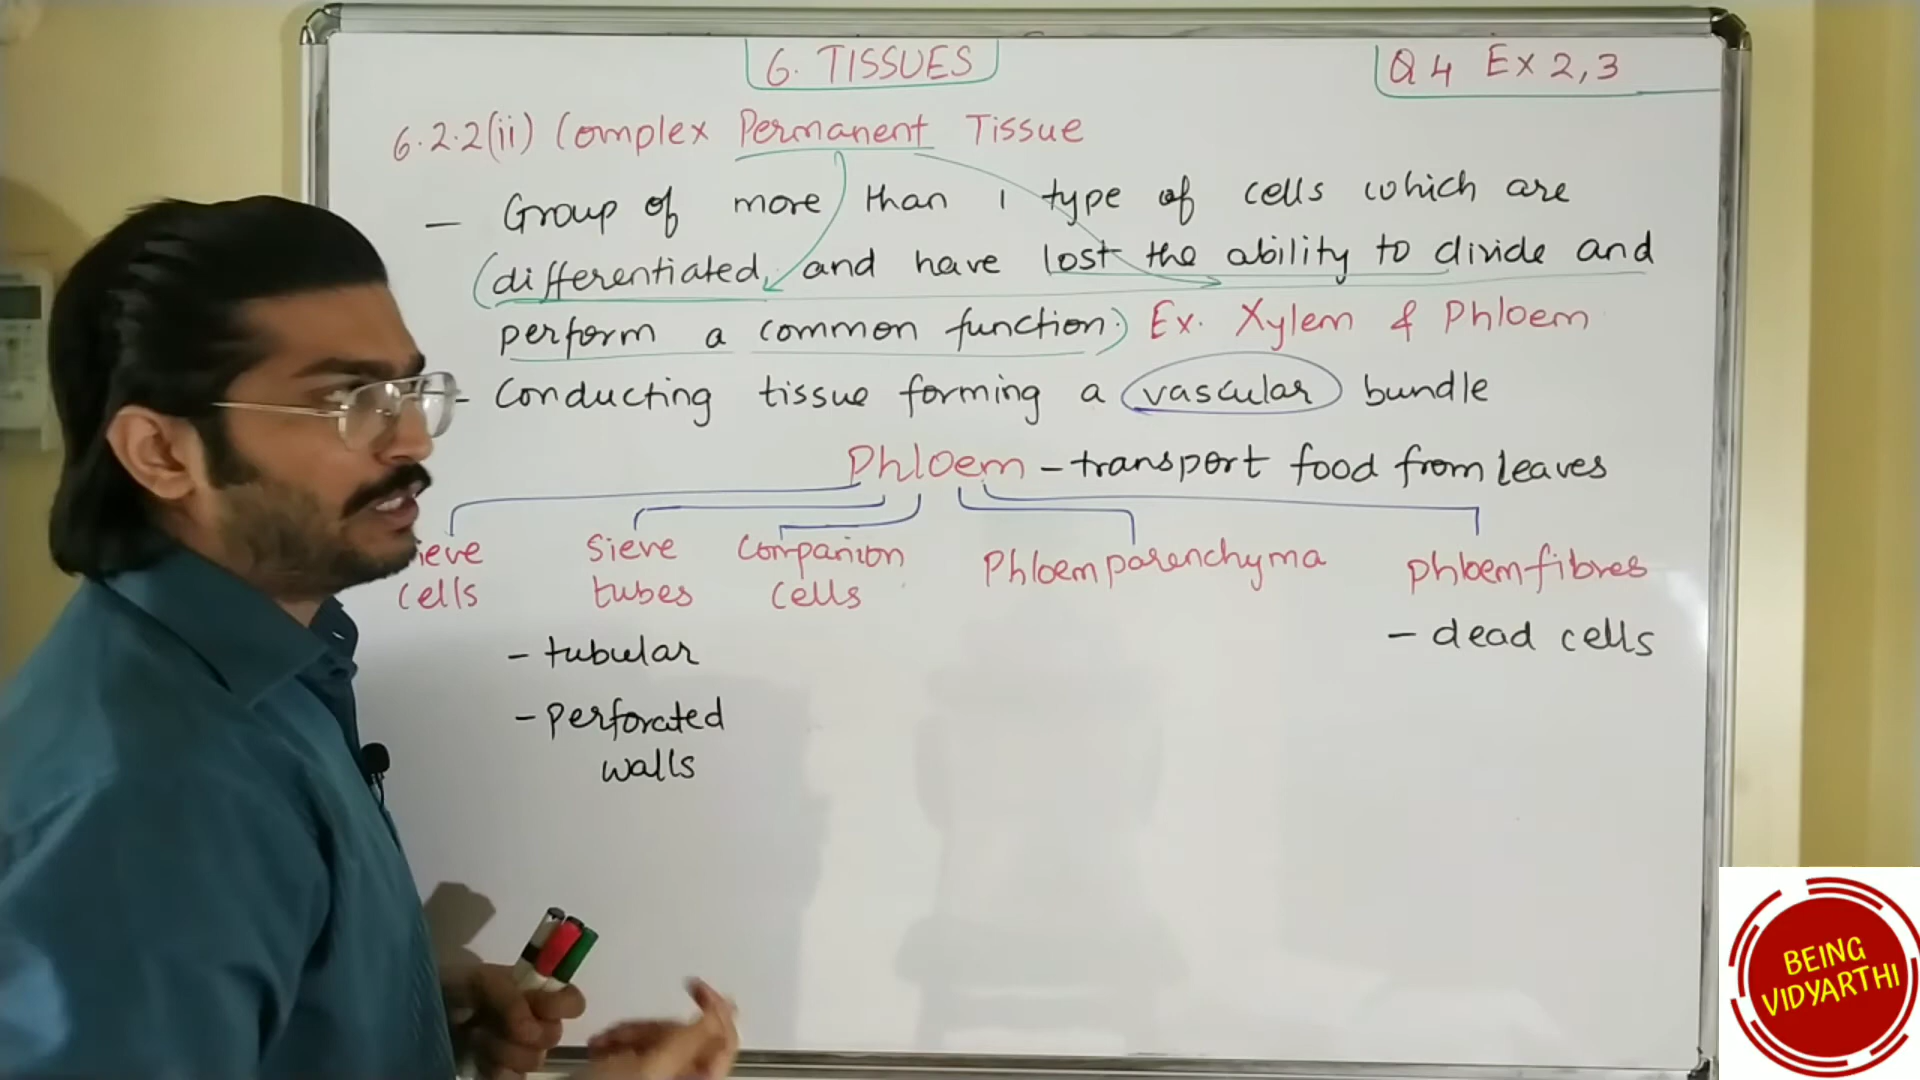 6. TISSUES
Q4 Ex 2,3
6.2.2(ii) Complex Permanent Tissue
— Group of more than 1 type of cells which are
(differentiated, and have lost the ability to divide and
perform a common function.) Ex. Xylem & Phloem
- Conducting tissue forming a vascular bundle
Phloem – transport food from leaves
ieve cells
Sieve tubes
Companion cells
Phloem parenchyma
phloem fibres
- tubular
- perforated
walls
- dead cells
BEING
VIDYARTHI